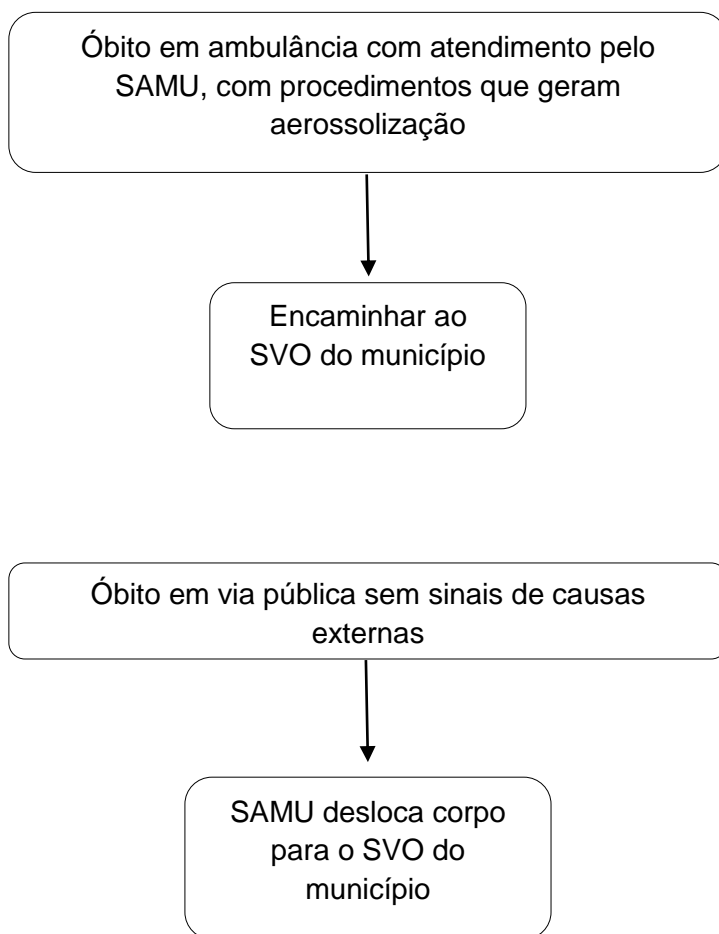 Óbito em ambulância com atendimento pelo
SAMU, com procedimentos que geram
aerossolização
Encaminhar ao
SVO do município
Óbito em via pública sem sinais de causas
externas
SAMU desloca corpo
para o SVO do
município